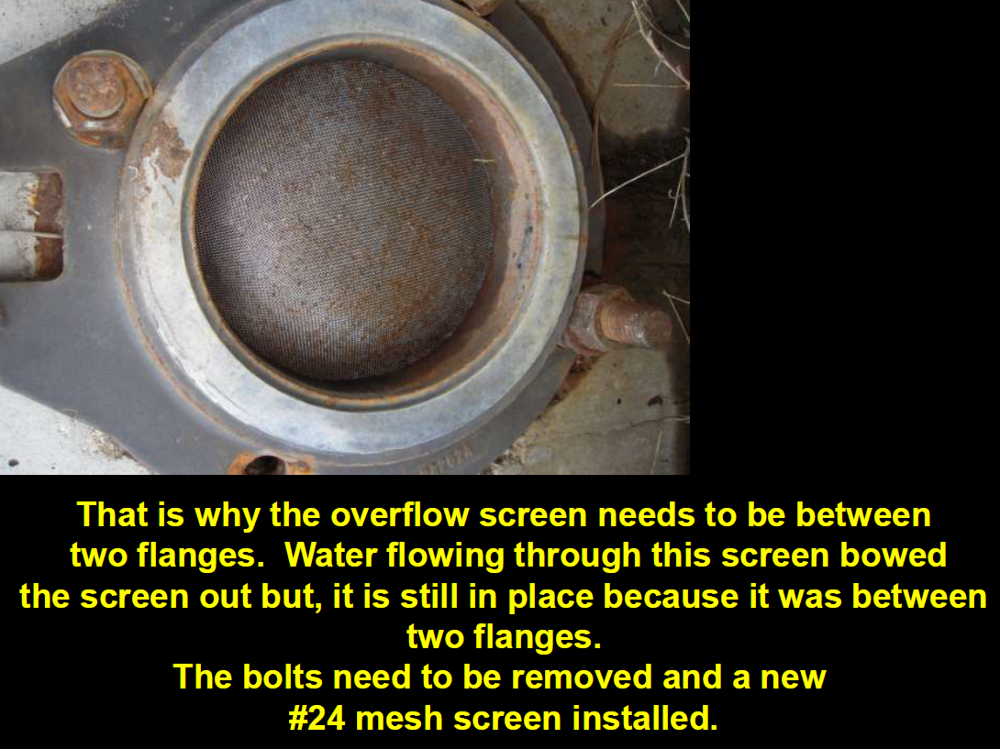 That is why the overflow screen needs to be between
two flanges.  Water flowing through this screen bowed
the screen out but, it is still in place because it was between
two flanges.
The bolts need to be removed and a new
#24 mesh screen installed.